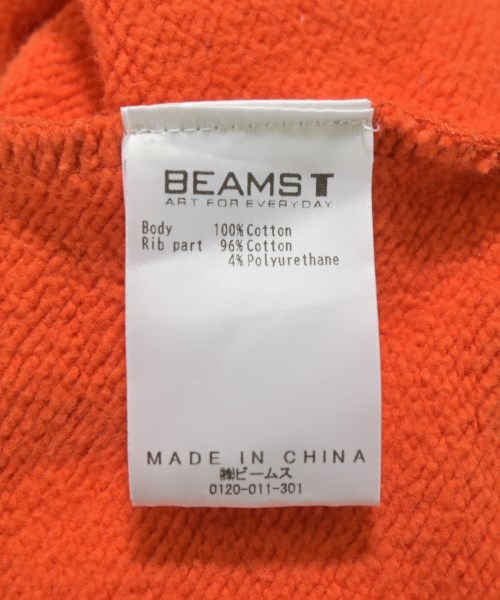 BEAMS T
ART FOR EVERYDAY
Body 100%Cotton
Rib part 96%Cotton
4%Polyurethane
MADE IN CHINA
㈱ビームス
0120-011-301